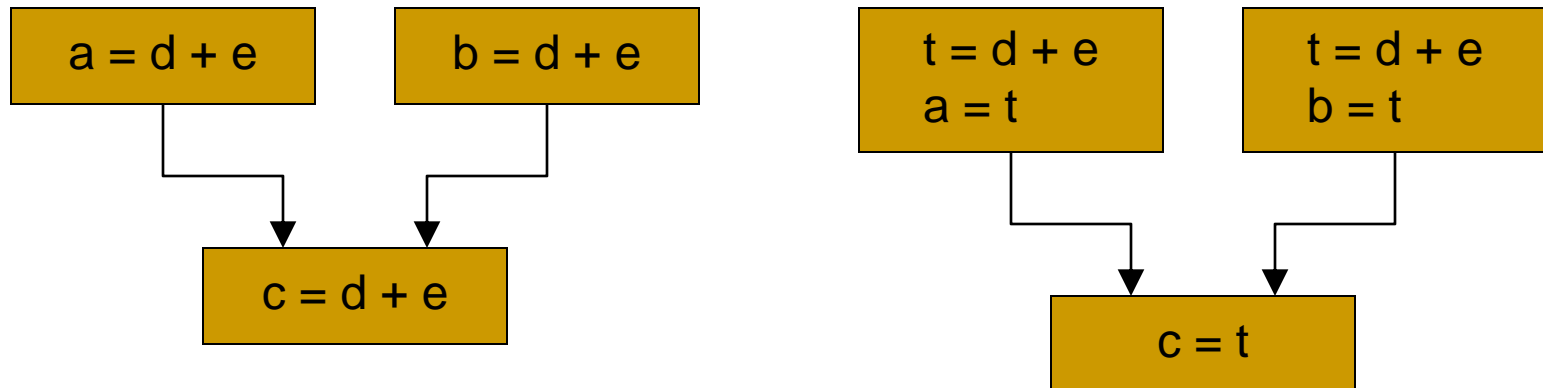 a = d + e
b = d + e
c = d + e
t = d + e
a = t
t = d + e
b = t
c = t